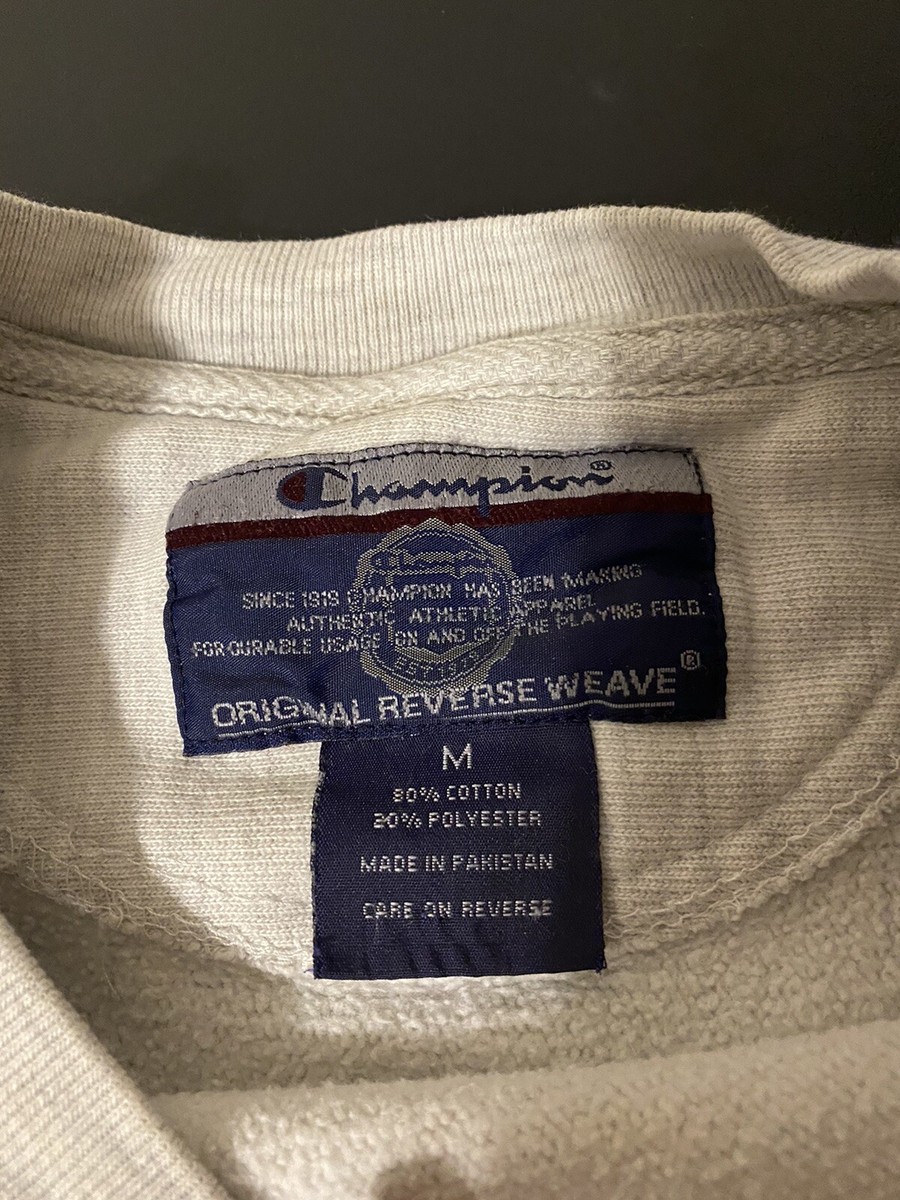 Champion®
Champion
SINCE 1919 CHAMPION HAS BEEN MAKING
AUTHENTIC ATHLETIC APPAREL
FOR DURABLE USAGE ON AND OFF THE PLAYING FIELD.
ORIGINAL REVERSE WEAVE®
M
80% COTTON
20% POLYESTER
MADE IN PAKISTAN
CARE ON REVERSE